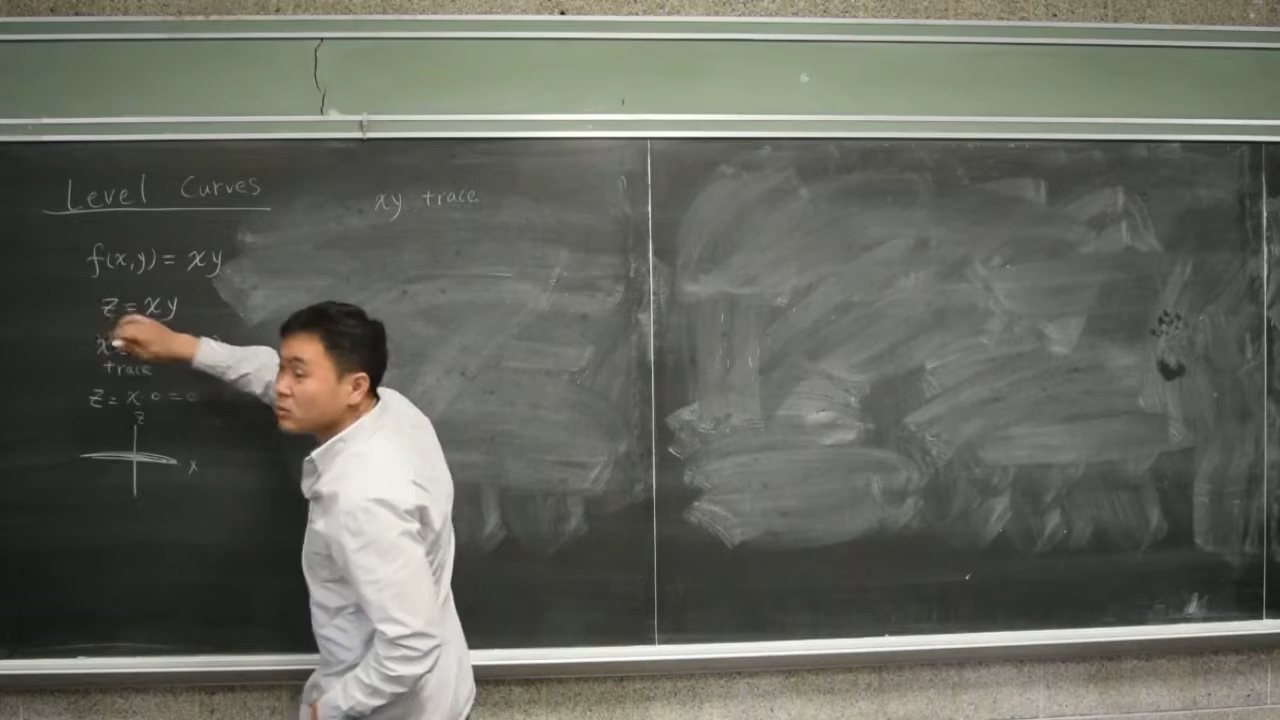 Level Curves
f(x,y) = xy
z = xy
trace
z = x·0 = 0
z
x
xy trace